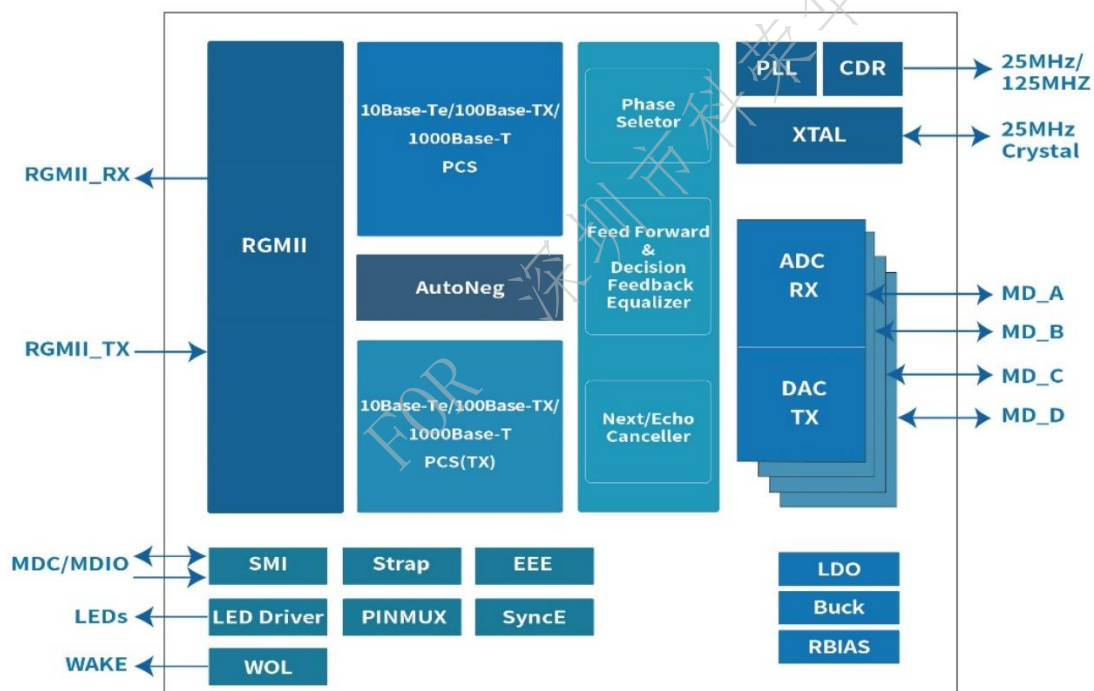 RGMII_RX
RGMII_TX
RGMII
10Base-Te/100Base-TX/
1000Base-T
PCS
AutoNeg
10Base-Te/100Base-TX/
1000Base-T
PCS(TX)
Phase
Seletor
Feed Forward
&
Decision
Feedback
Equalizer
Next/Echo
Canceller
PLL
CDR
25MHz/
125MHZ
XTAL
25MHz
Crystal
ADC
RX
DAC
TX
MD_A
MD_B
MD_C
MD_D
MDC/MDIO
SMI
Strap
EEE
LEDs
LED Driver
PINMUX
SyncE
WAKE
WOL
LDO
Buck
RBIAS
FOR 深圳市科荣